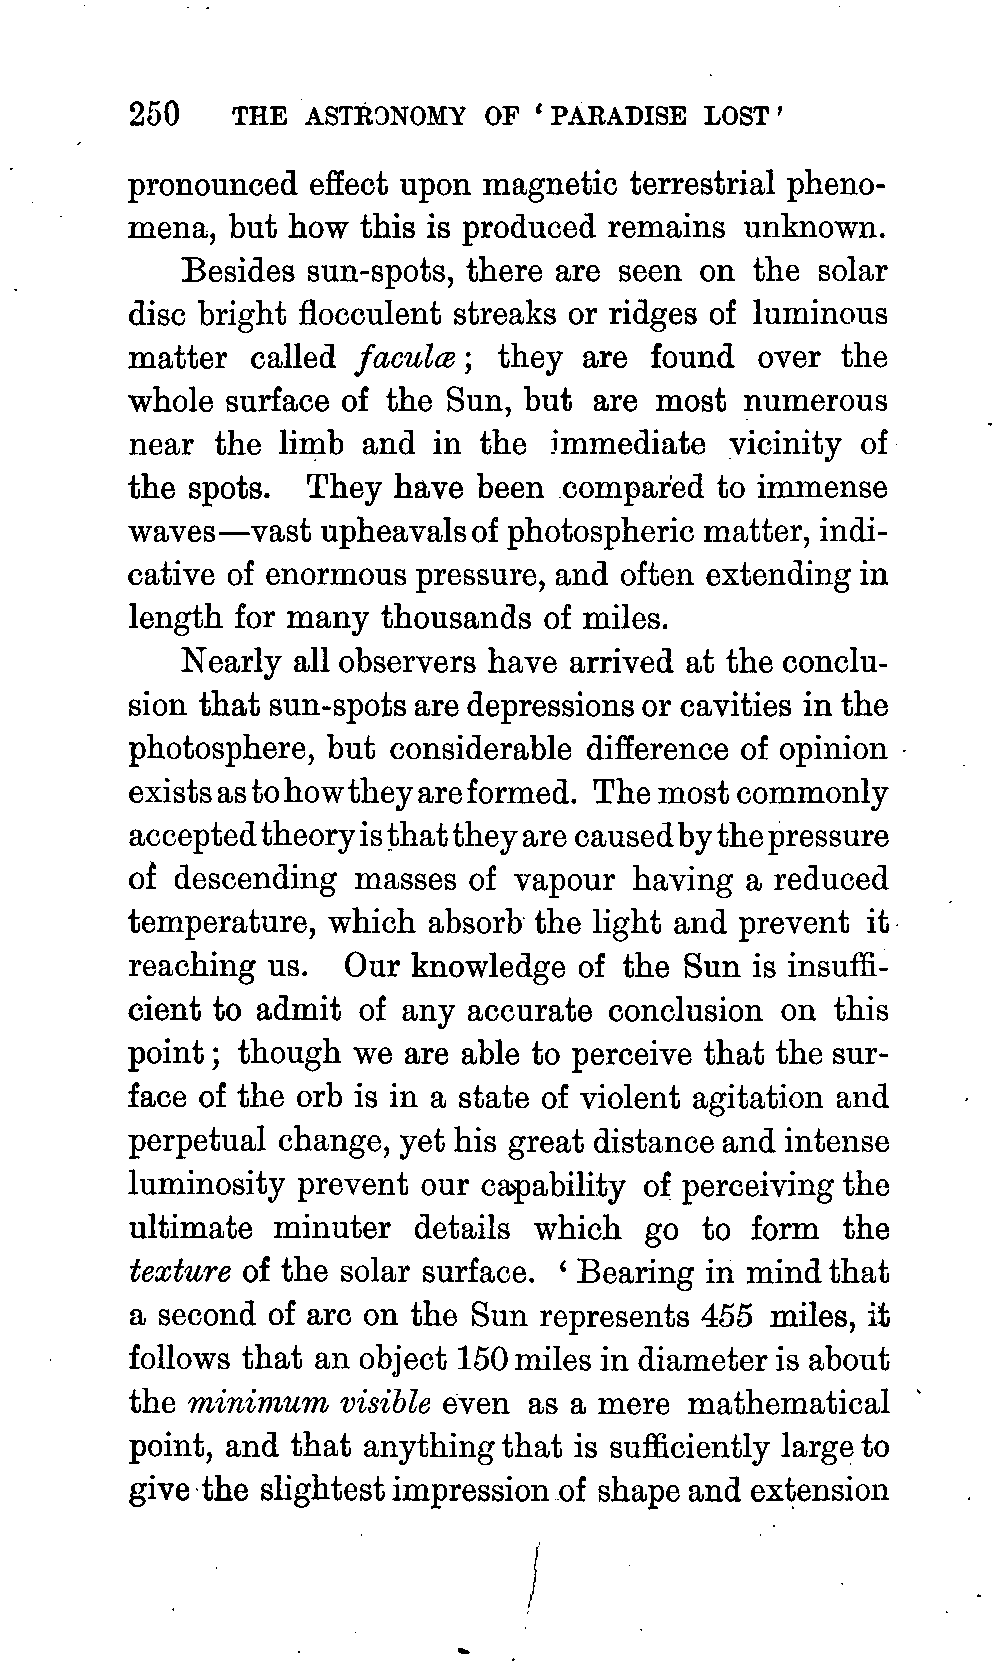 250 THE ASTRONOMY OF ‘PARADISE LOST’
pronounced effect upon magnetic terrestrial pheno-
mena, but how this is produced remains unknown.
Besides sun-spots, there are seen on the solar
disc bright flocculent streaks or ridges of luminous
matter called faculæ; they are found over the
whole surface of the Sun, but are most numerous
near the limb and in the immediate vicinity of
the spots. They have been compared to immense
waves—vast upheavals of photospheric matter, indi-
cative of enormous pressure, and often extending in
length for many thousands of miles.
Nearly all observers have arrived at the conclu-
sion that sun-spots are depressions or cavities in the
photosphere, but considerable difference of opinion
exists as to how they are formed. The most commonly
accepted theory is that they are caused by the pressure
of descending masses of vapour having a reduced
temperature, which absorb the light and prevent it
reaching us. Our knowledge of the Sun is insuffi-
cient to admit of any accurate conclusion on this
point; though we are able to perceive that the sur-
face of the orb is in a state of violent agitation and
perpetual change, yet his great distance and intense
luminosity prevent our capability of perceiving the
ultimate minuter details which go to form the
texture of the solar surface. ‘Bearing in mind that
a second of arc on the Sun represents 455 miles, it
follows that an object 150 miles in diameter is about
the minimum visible even as a mere mathematical
point, and that anything that is sufficiently large to
give the slightest impression of shape and extension